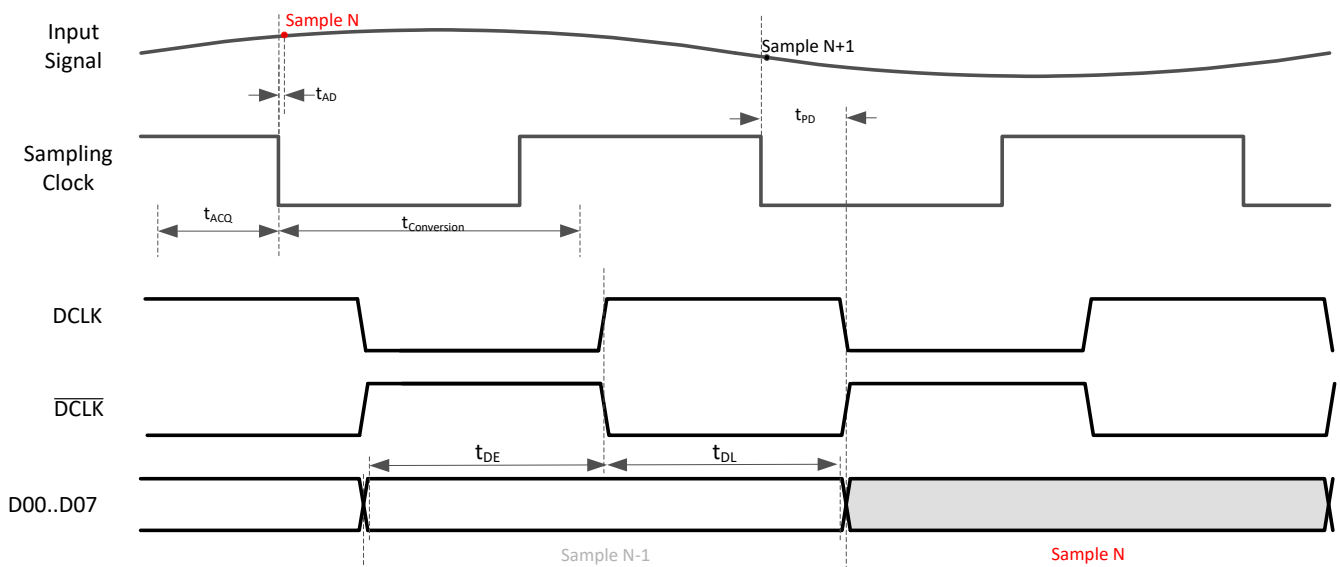 Sample N
Input
Signal
Sample N+1
tAD
tPD
Sampling
Clock
tACQ
tConversion
DCLK
DCLK
tDE
tDL
D00..D07
Sample N-1
Sample N